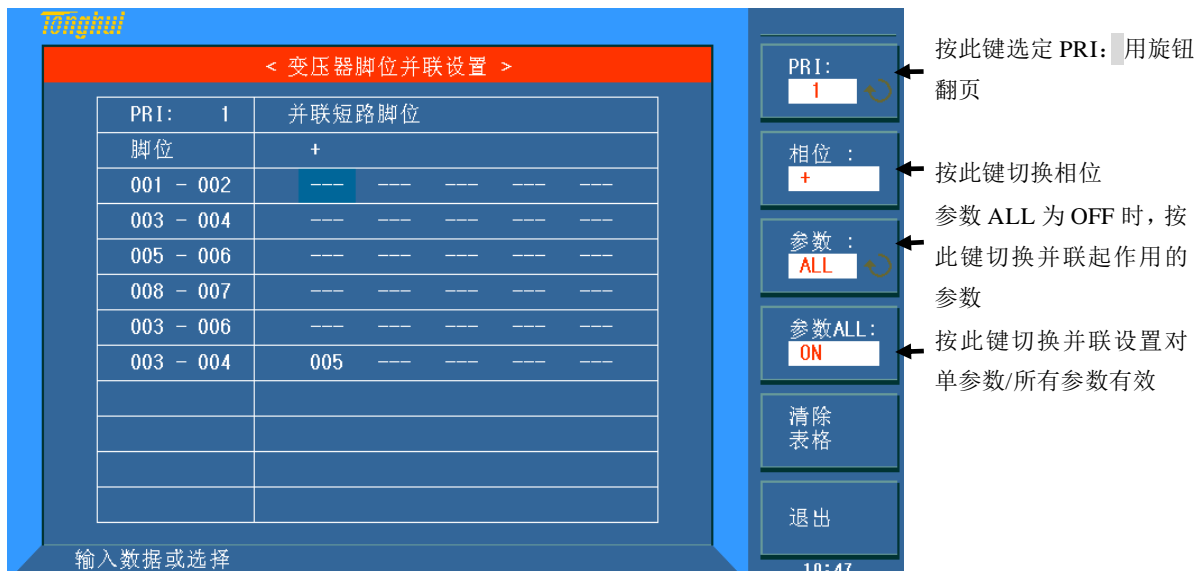 Tonghui
< 变压器脚位并联设置 >
PRI: 1 并联短路脚位
脚位 +
001 - 002 --- --- --- --- ---
003 - 004 --- --- --- --- ---
005 - 006 --- --- --- --- ---
008 - 007 --- --- --- --- ---
003 - 006 --- --- --- --- ---
003 - 004 005 --- --- --- ---
输入数据或选择
PRI:
1
相位 :
+
参数 :
ALL
参数ALL:
ON
清除
表格
退出
10:47
按此键选定 PRI: 用旋钮
翻页
按此键切换相位
参数 ALL 为 OFF 时，按
此键切换并联起作用的
参数
按此键切换并联设置对
单参数/所有参数有效